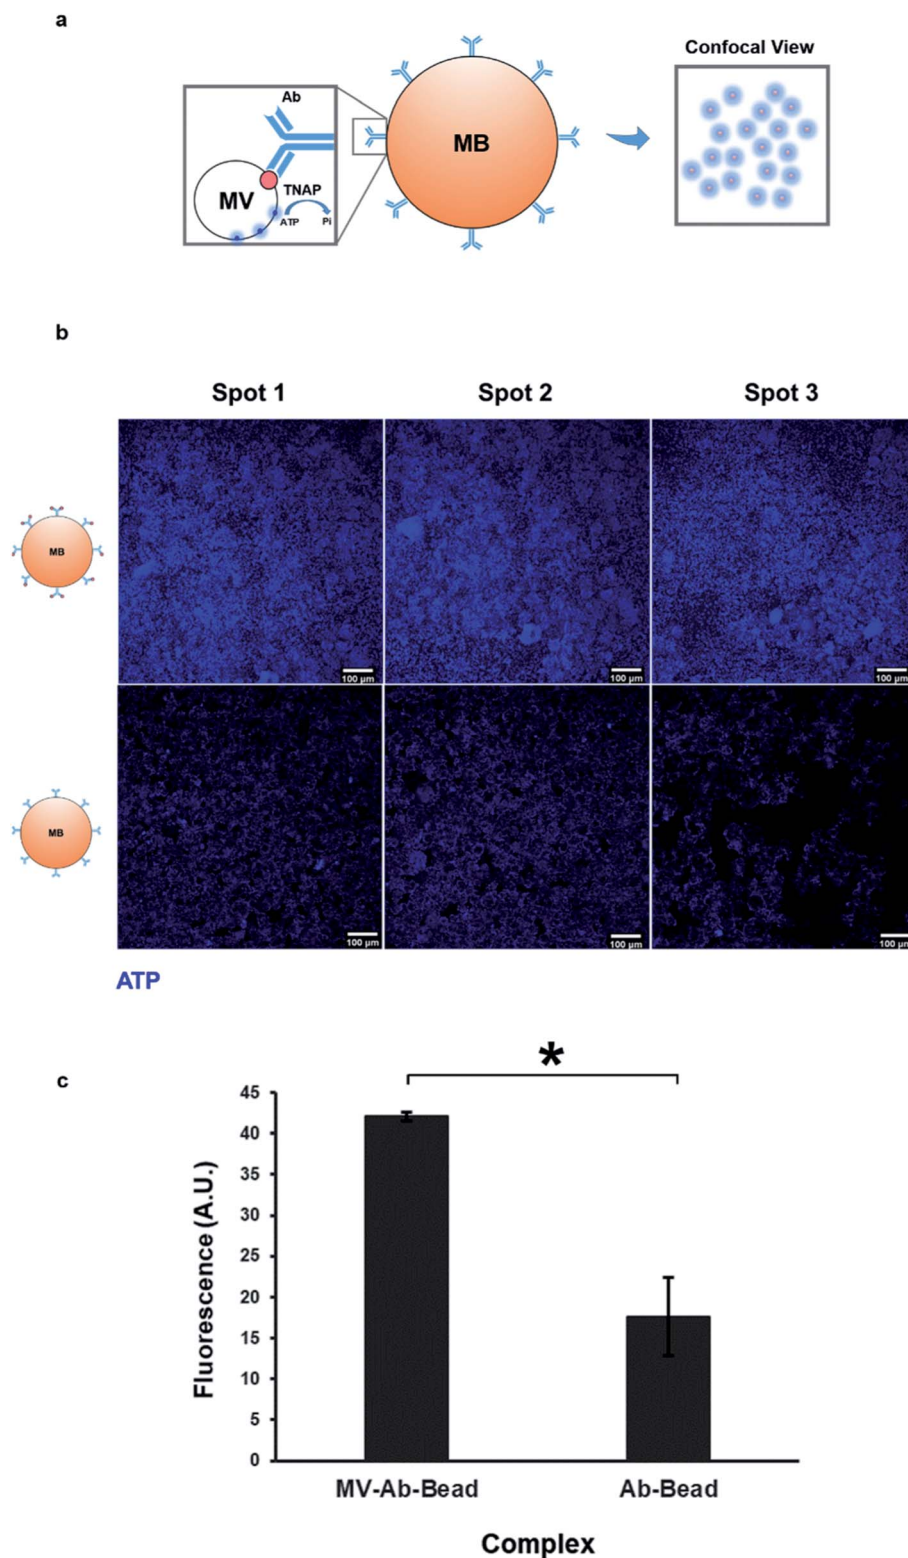 a
Confocal View
Ab
MB
MV
TNAP
ATP
Pi
b
Spot 1 Spot 2 Spot 3
MB
100 µm 100 µm 100 µm
MB
100 µm 100 µm 100 µm
ATP
c
*
45
40
35
30
25
20
15
10
5
0
Fluorescence (A.U.)
MV-Ab-Bead Ab-Bead
Complex